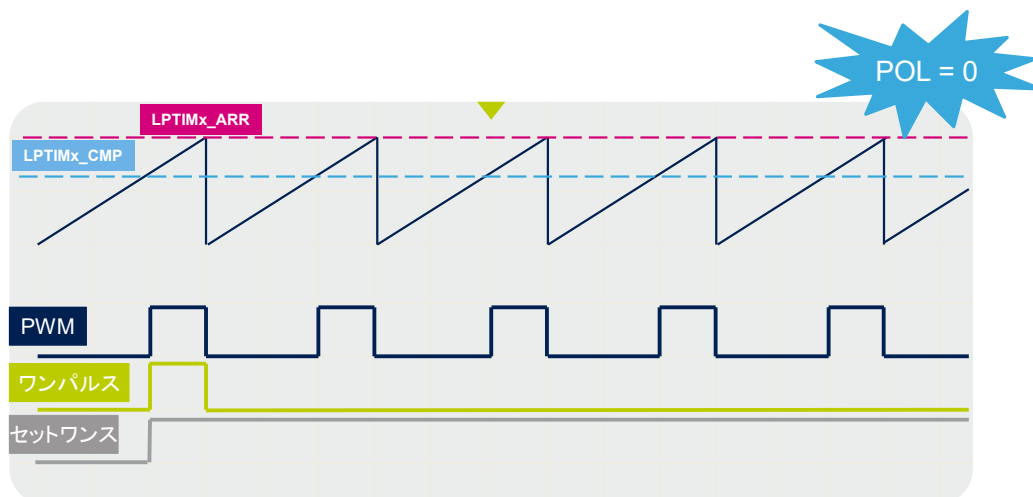 POL = 0
LPTIMx_ARR
LPTIMx_CMP
PWM
ワンパルス
セットワンス